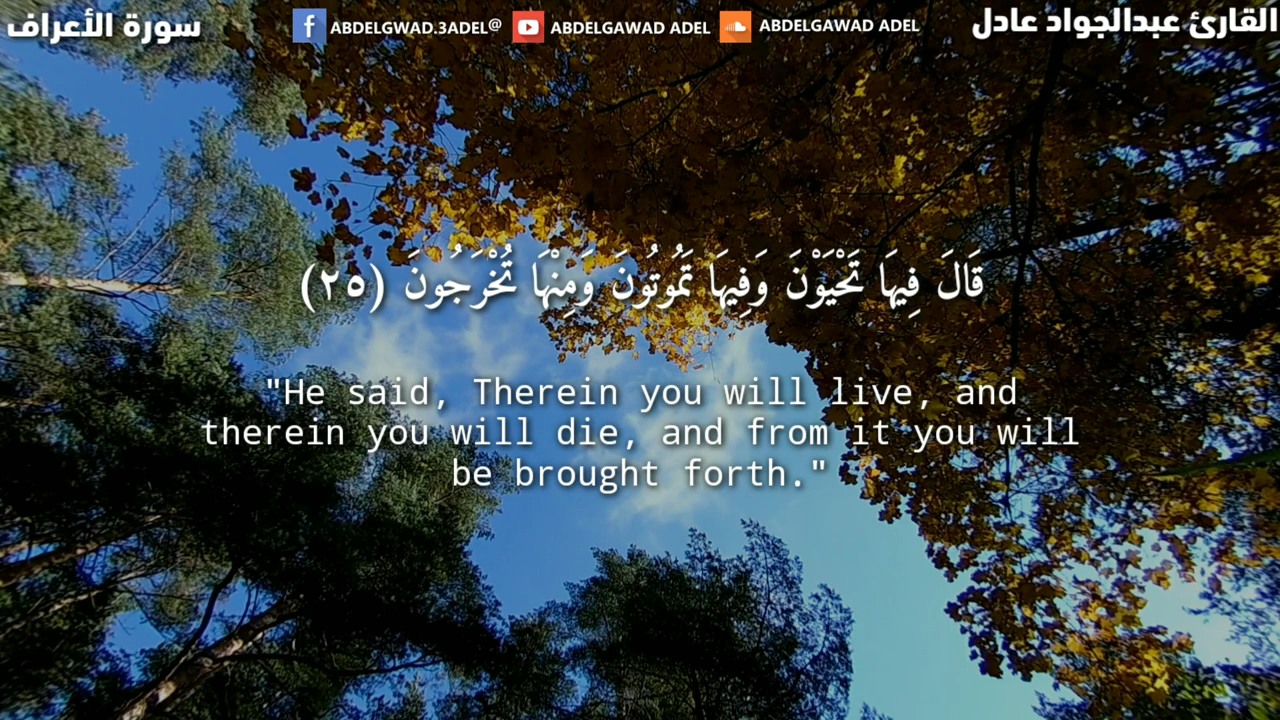 سورة الأعراف
ABDELGWAD.3ADEL@
ABDELGAWAD ADEL
ABDELGAWAD ADEL
القارئ عبدالجواد عادل
قَالَ فِيهَا تَحْيَوْنَ وَفِيهَا تَمُوتُونَ وَمِنْهَا تُخْرَجُونَ (٢٥)
"He said, Therein you will live, and
therein you will die, and from it you will
be brought forth."